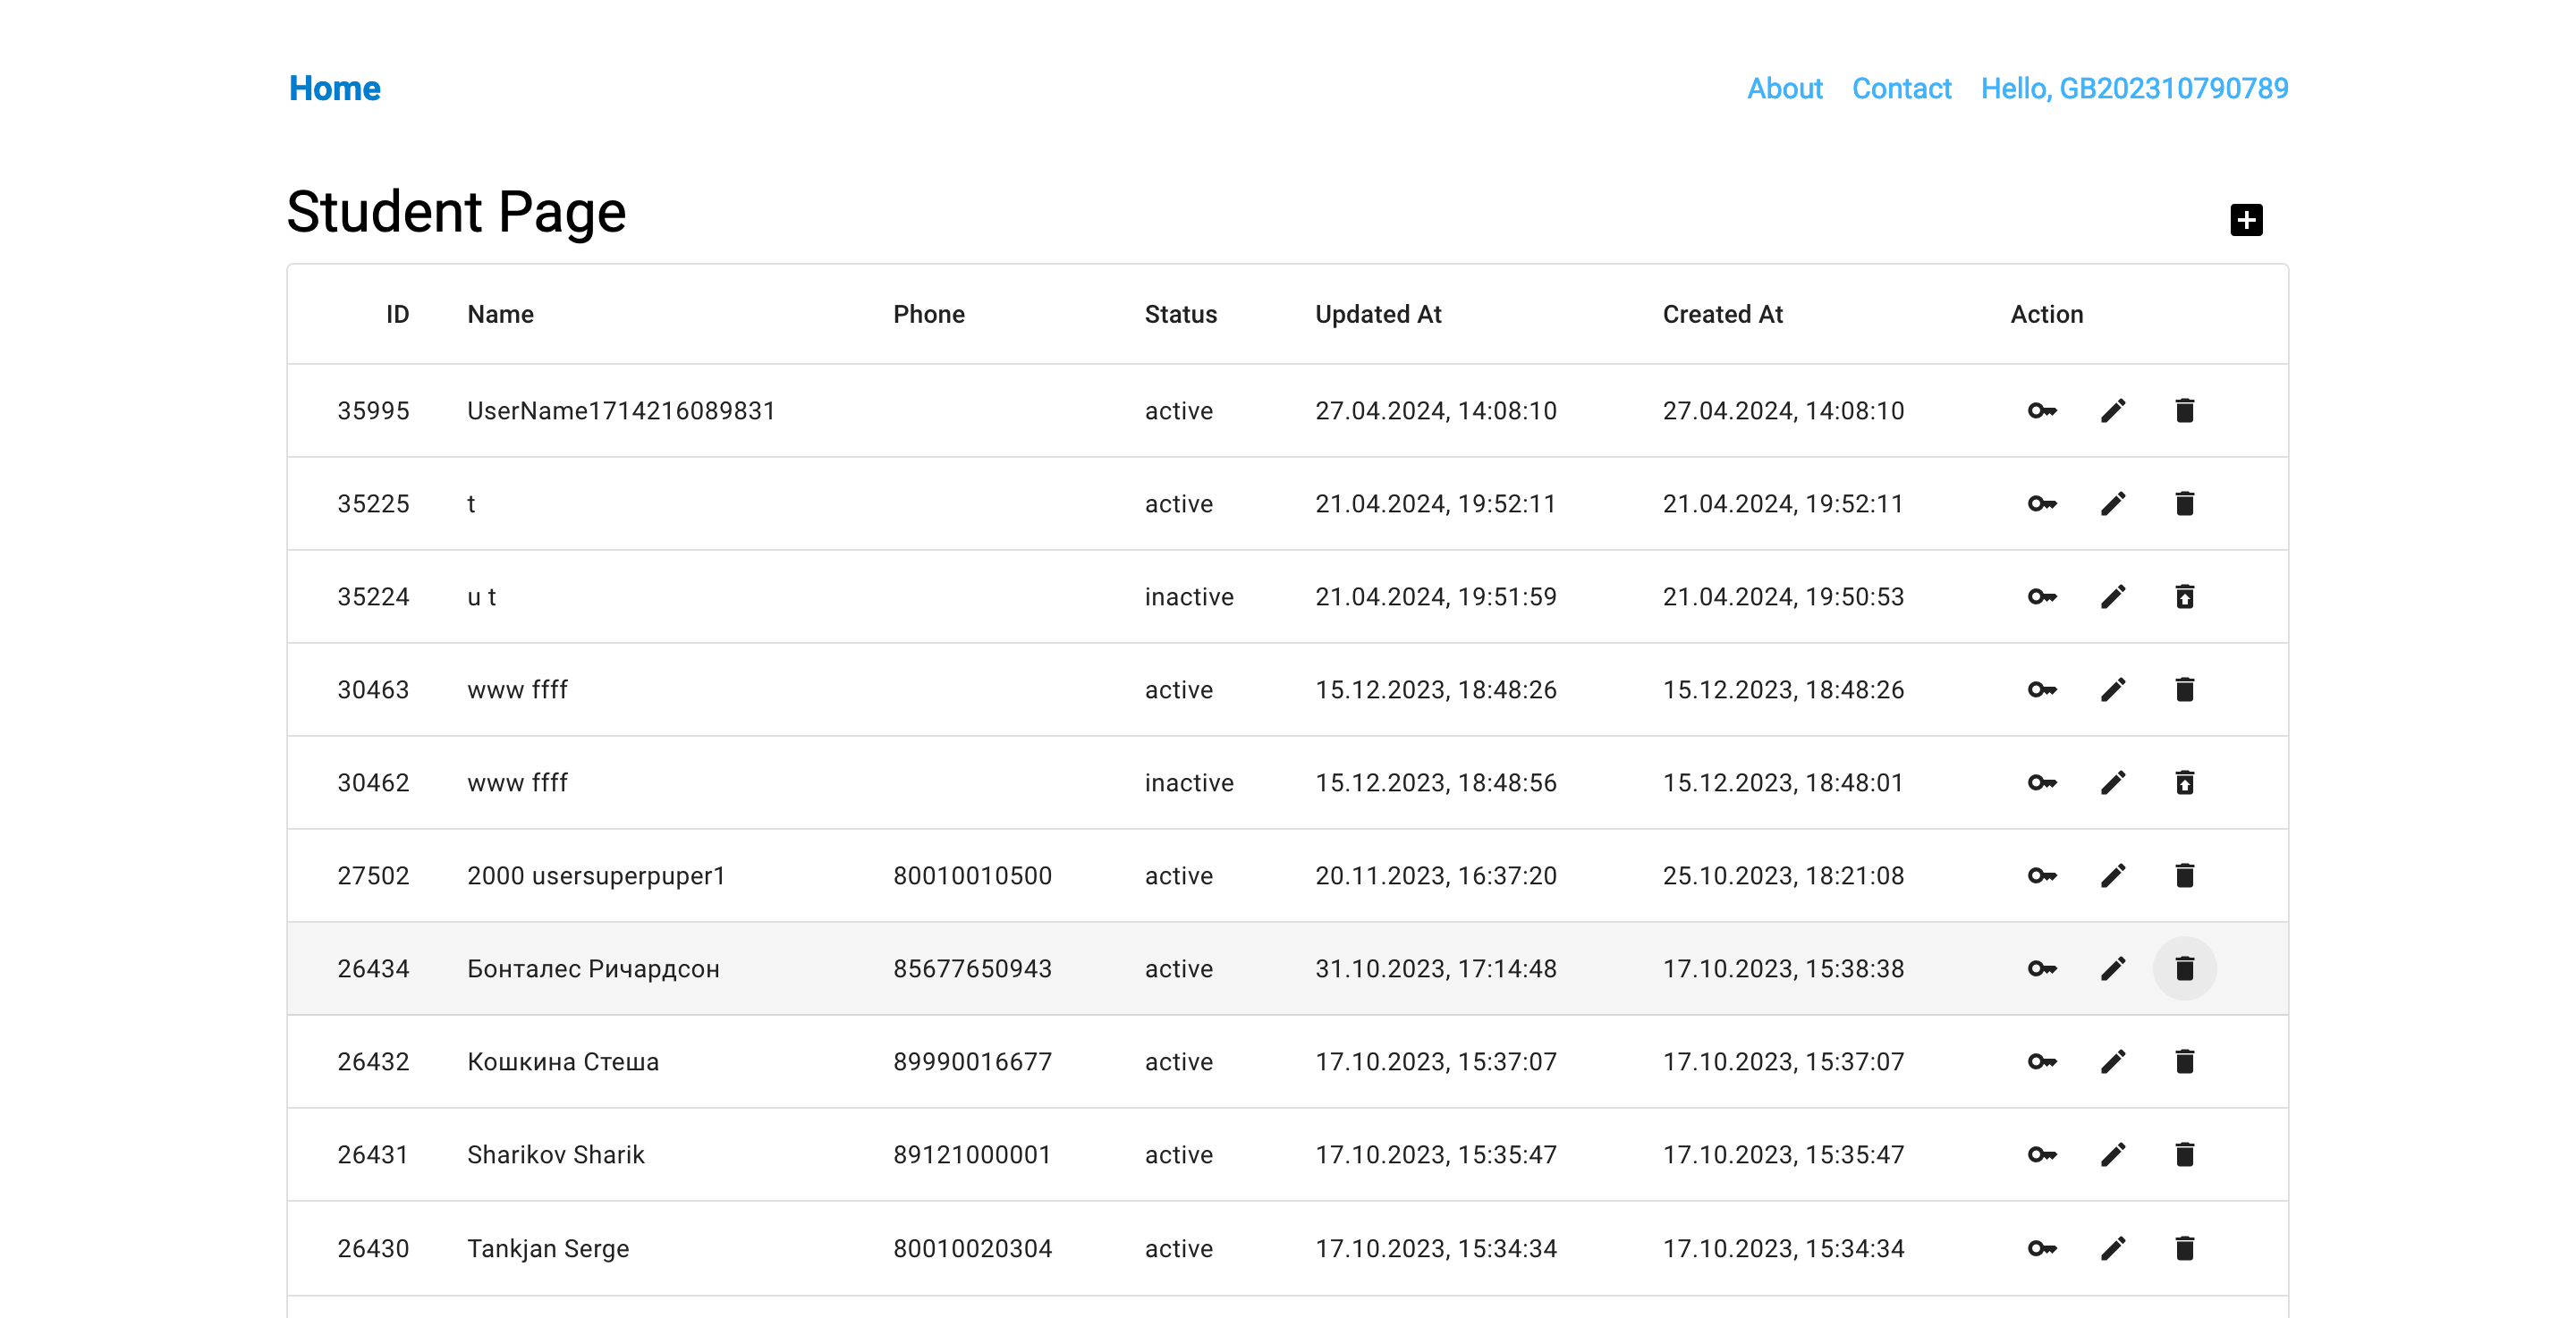 Home About Contact Hello, GB202310790789
Student Page
ID Name Phone Status Updated At Created At Action
35995 UserName1714216089831 active 27.04.2024, 14:08:10 27.04.2024, 14:08:10
35225 t active 21.04.2024, 19:52:11 21.04.2024, 19:52:11
35224 u t inactive 21.04.2024, 19:51:59 21.04.2024, 19:50:53
30463 www ffff active 15.12.2023, 18:48:26 15.12.2023, 18:48:26
30462 www ffff inactive 15.12.2023, 18:48:56 15.12.2023, 18:48:01
27502 2000 usersuperpuper1 80010010500 active 20.11.2023, 16:37:20 25.10.2023, 18:21:08
26434 Бонталес Ричардсон 85677650943 active 31.10.2023, 17:14:48 17.10.2023, 15:38:38
26432 Кошкина Стеша 89990016677 active 17.10.2023, 15:37:07 17.10.2023, 15:37:07
26431 Sharikov Sharik 89121000001 active 17.10.2023, 15:35:47 17.10.2023, 15:35:47
26430 Tankjan Serge 80010020304 active 17.10.2023, 15:34:34 17.10.2023, 15:34:34